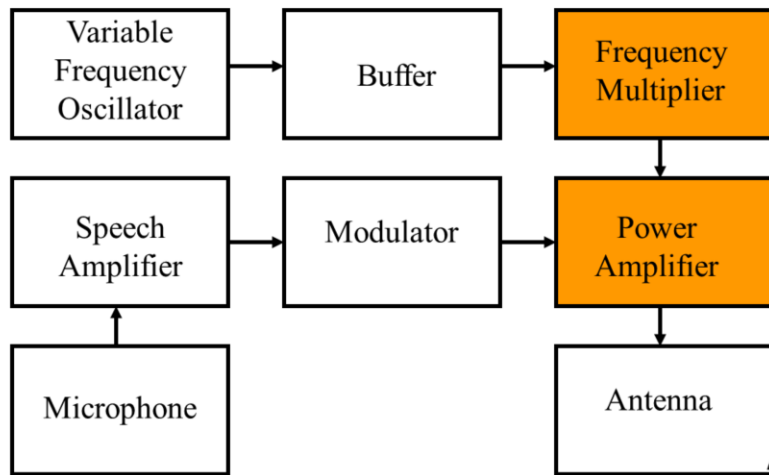 Variable
Frequency
Oscillator
Buffer
Frequency
Multiplier
Speech
Amplifier
Modulator
Power
Amplifier
Microphone
Antenna